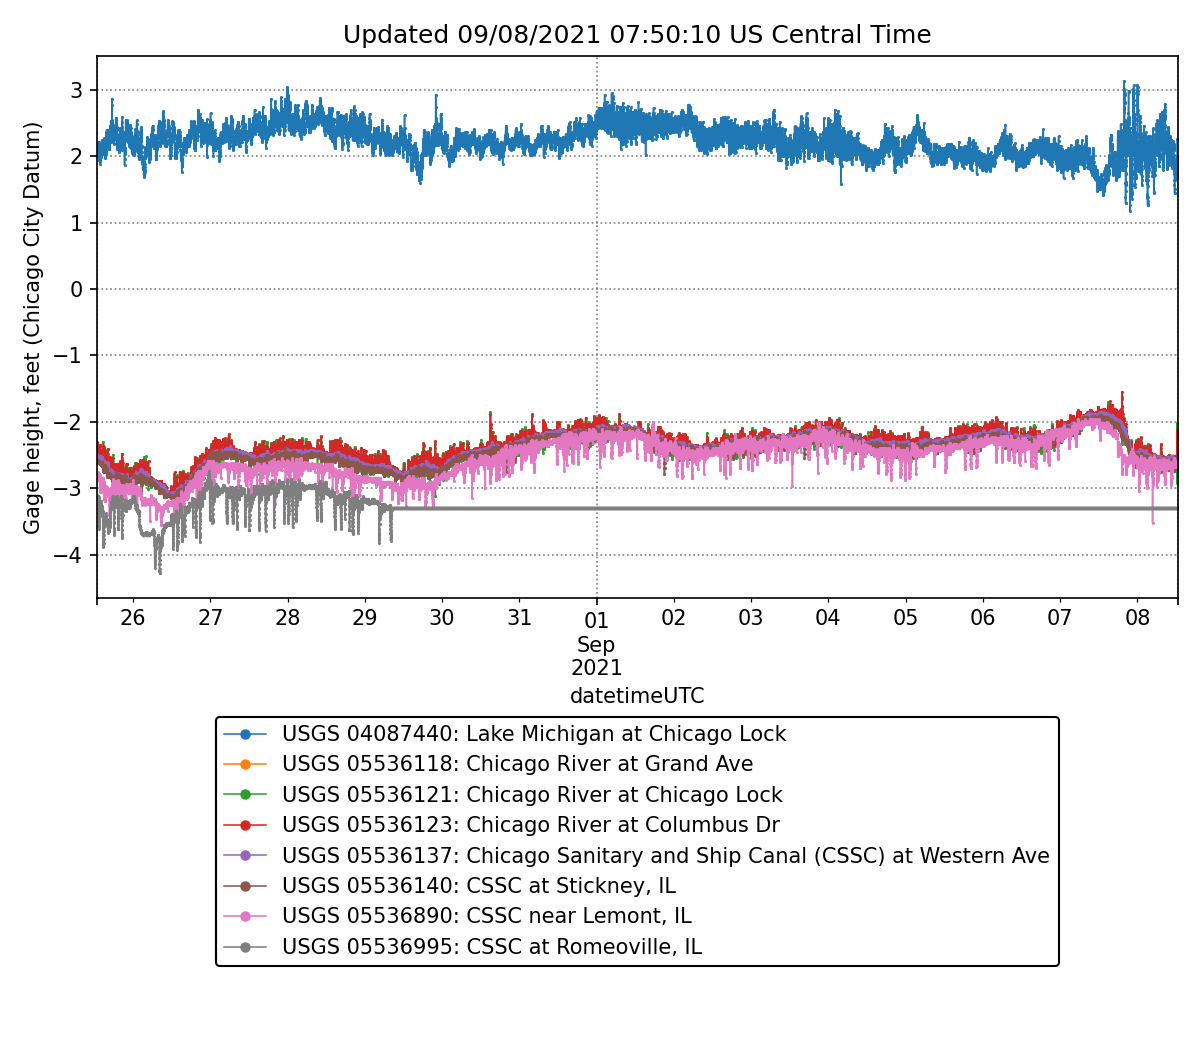 Updated 09/08/2021 07:50:10 US Central Time
Gage height, feet (Chicago City Datum)
3
2
1
0
−1
−2
−3
−4
26 27 28 29 30 31 01 02 03 04 05 06 07 08
Sep
2021
datetimeUTC
USGS 04087440: Lake Michigan at Chicago Lock
USGS 05536118: Chicago River at Grand Ave
USGS 05536121: Chicago River at Chicago Lock
USGS 05536123: Chicago River at Columbus Dr
USGS 05536137: Chicago Sanitary and Ship Canal (CSSC) at Western Ave
USGS 05536140: CSSC at Stickney, IL
USGS 05536890: CSSC near Lemont, IL
USGS 05536995: CSSC at Romeoville, IL